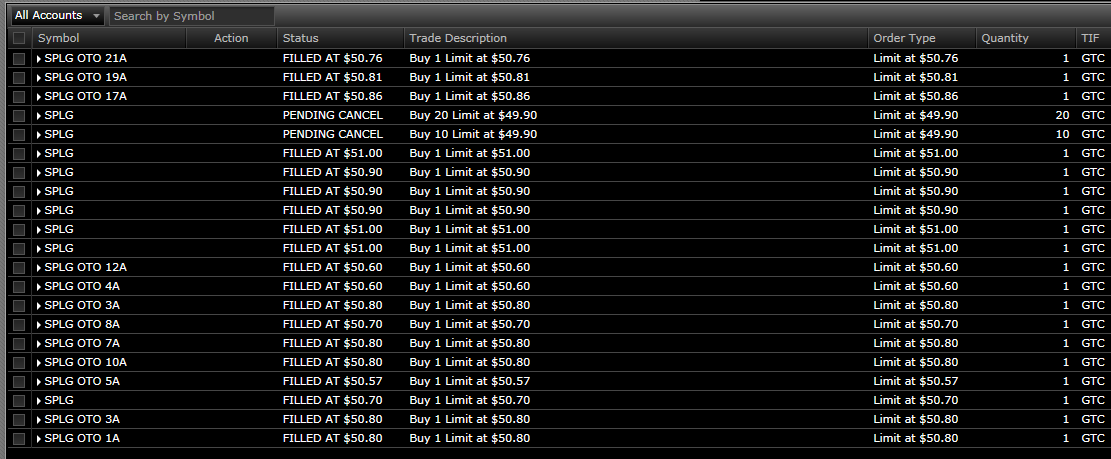 All Accounts Search by Symbol
Symbol Action Status Trade Description Order Type Quantity TIF
SPLG OTO 21A FILLED AT $50.76 Buy 1 Limit at $50.76 Limit at $50.76 1 GTC
SPLG OTO 19A FILLED AT $50.81 Buy 1 Limit at $50.81 Limit at $50.81 1 GTC
SPLG OTO 17A FILLED AT $50.86 Buy 1 Limit at $50.86 Limit at $50.86 1 GTC
SPLG PENDING CANCEL Buy 20 Limit at $49.90 Limit at $49.90 20 GTC
SPLG PENDING CANCEL Buy 10 Limit at $49.90 Limit at $49.90 10 GTC
SPLG FILLED AT $51.00 Buy 1 Limit at $51.00 Limit at $51.00 1 GTC
SPLG FILLED AT $50.90 Buy 1 Limit at $50.90 Limit at $50.90 1 GTC
SPLG FILLED AT $50.90 Buy 1 Limit at $50.90 Limit at $50.90 1 GTC
SPLG FILLED AT $50.90 Buy 1 Limit at $50.90 Limit at $50.90 1 GTC
SPLG FILLED AT $51.00 Buy 1 Limit at $51.00 Limit at $51.00 1 GTC
SPLG FILLED AT $51.00 Buy 1 Limit at $51.00 Limit at $51.00 1 GTC
SPLG OTO 12A FILLED AT $50.60 Buy 1 Limit at $50.60 Limit at $50.60 1 GTC
SPLG OTO 4A FILLED AT $50.60 Buy 1 Limit at $50.60 Limit at $50.60 1 GTC
SPLG OTO 3A FILLED AT $50.80 Buy 1 Limit at $50.80 Limit at $50.80 1 GTC
SPLG OTO 8A FILLED AT $50.70 Buy 1 Limit at $50.70 Limit at $50.70 1 GTC
SPLG OTO 7A FILLED AT $50.80 Buy 1 Limit at $50.80 Limit at $50.80 1 GTC
SPLG OTO 10A FILLED AT $50.80 Buy 1 Limit at $50.80 Limit at $50.80 1 GTC
SPLG OTO 5A FILLED AT $50.57 Buy 1 Limit at $50.57 Limit at $50.57 1 GTC
SPLG FILLED AT $50.70 Buy 1 Limit at $50.70 Limit at $50.70 1 GTC
SPLG OTO 3A FILLED AT $50.80 Buy 1 Limit at $50.80 Limit at $50.80 1 GTC
SPLG OTO 1A FILLED AT $50.80 Buy 1 Limit at $50.80 Limit at $50.80 1 GTC